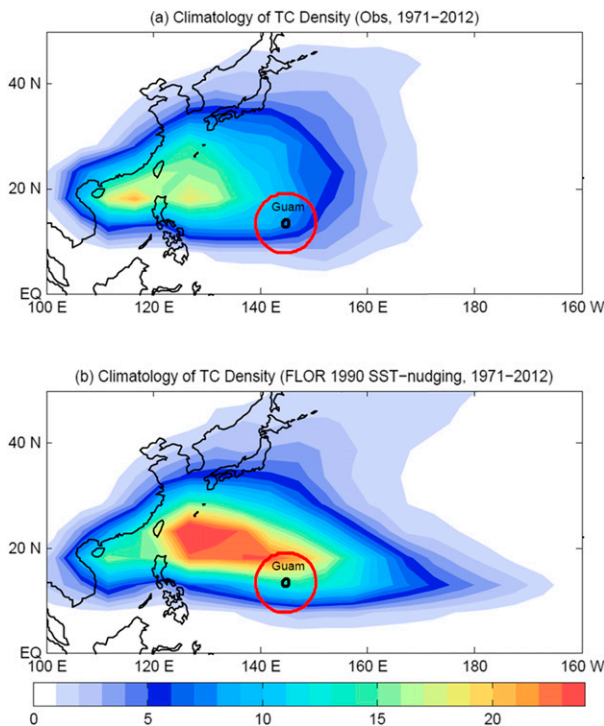 (a) Climatology of TC Density (Obs, 1971−2012)
40 N
20 N
Guam
EQ
100 E 120 E 140 E 160 E 180 160 W
(b) Climatology of TC Density (FLOR 1990 SST−nudging, 1971−2012)
40 N
20 N
Guam
EQ
100 E 120 E 140 E 160 E 180 160 W
0 5 10 15 20